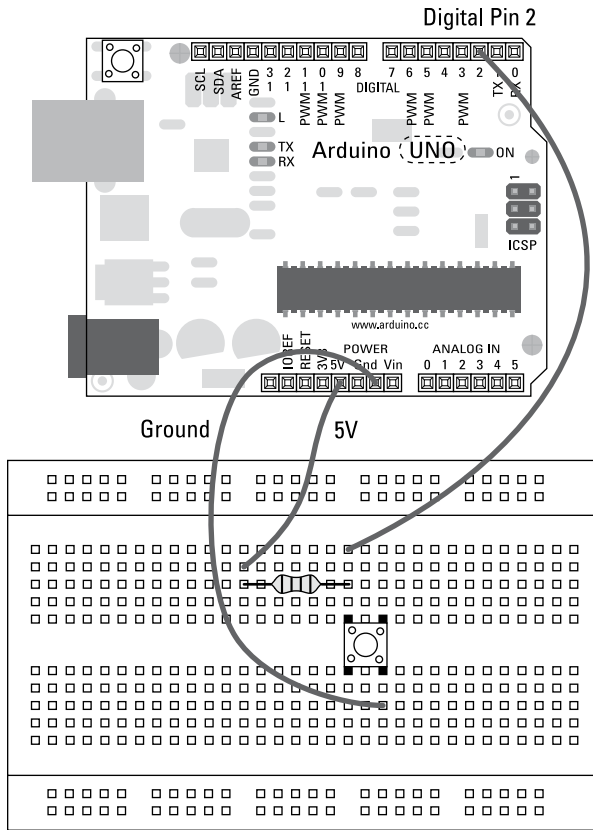 Digital Pin 2
SCL
SDA
AREF
GND
13
12
PWM 11
PWM 10
PWM 9
8
DIGITAL
7
PWM 6
PWM 5
4
PWM 3
2
TX 1
RX 0
L
TX
RX
Arduino UNO
ON
1
ICSP
www.arduino.cc
POWER
ANALOG IN
IOREF
RESET
3V3
5V
Gnd
Vin
0 1 2 3 4 5
Ground
5V